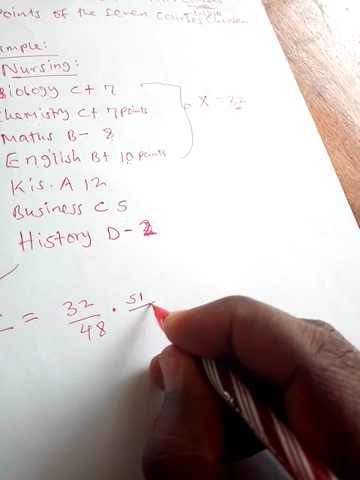 Points of the seven courses chosen
ample:
Nursing:
Biology C+ 7
Chemistry C+ 7 points
Maths B- 8
English B+ 10 points
X = 32
Kis. A 12
Business C 5
History D- 2
= 32/48 . 51